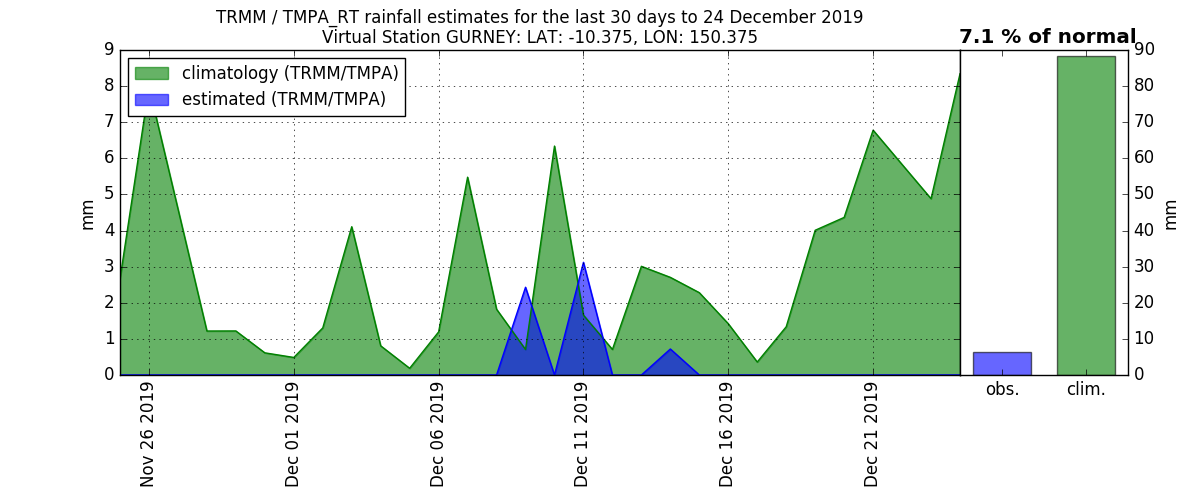 TRMM / TMPA_RT rainfall estimates for the last 30 days to 24 December 2019
Virtual Station GURNEY: LAT: -10.375, LON: 150.375
7.1 % of normal
climatology (TRMM/TMPA)
estimated (TRMM/TMPA)
9
8
7
6
5
4
3
2
1
0
mm
Nov 26 2019
Dec 01 2019
Dec 06 2019
Dec 11 2019
Dec 16 2019
Dec 21 2019
90
80
70
60
50
40
30
20
10
0
mm
obs.
clim.